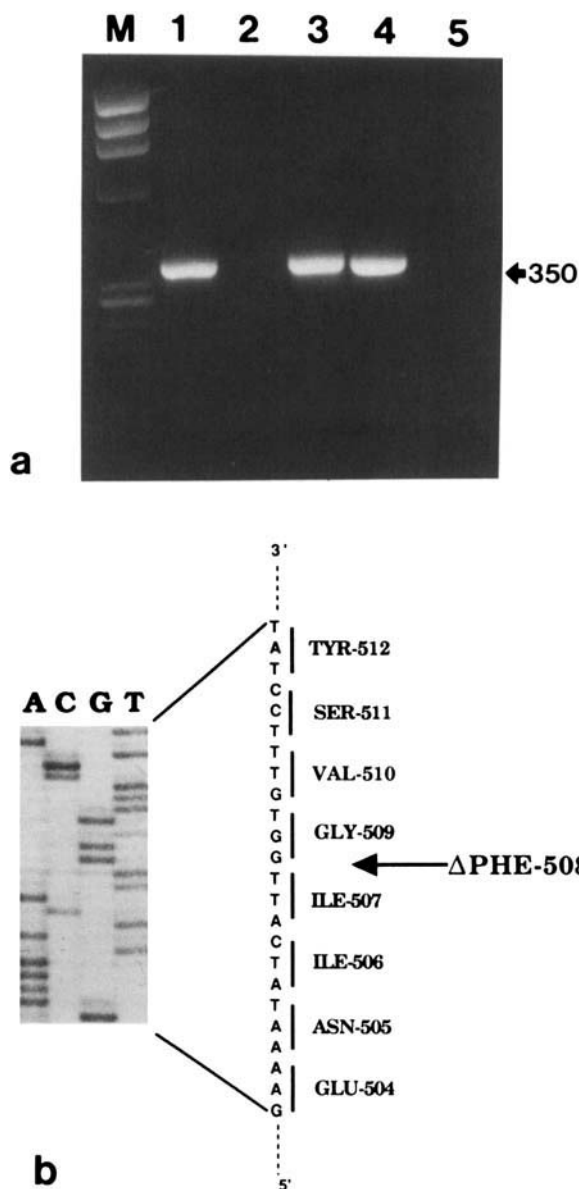 M 1 2 3 4 5
350
a
3'
T
A TYR-512
T
C
C SER-511
T
T
T VAL-510
G
T
G GLY-509
G
ΔPHE-508
T
T ILE-507
A
C
T ILE-506
A
T
A ASN-505
A
A
A GLU-504
G
5'
A C G T
b